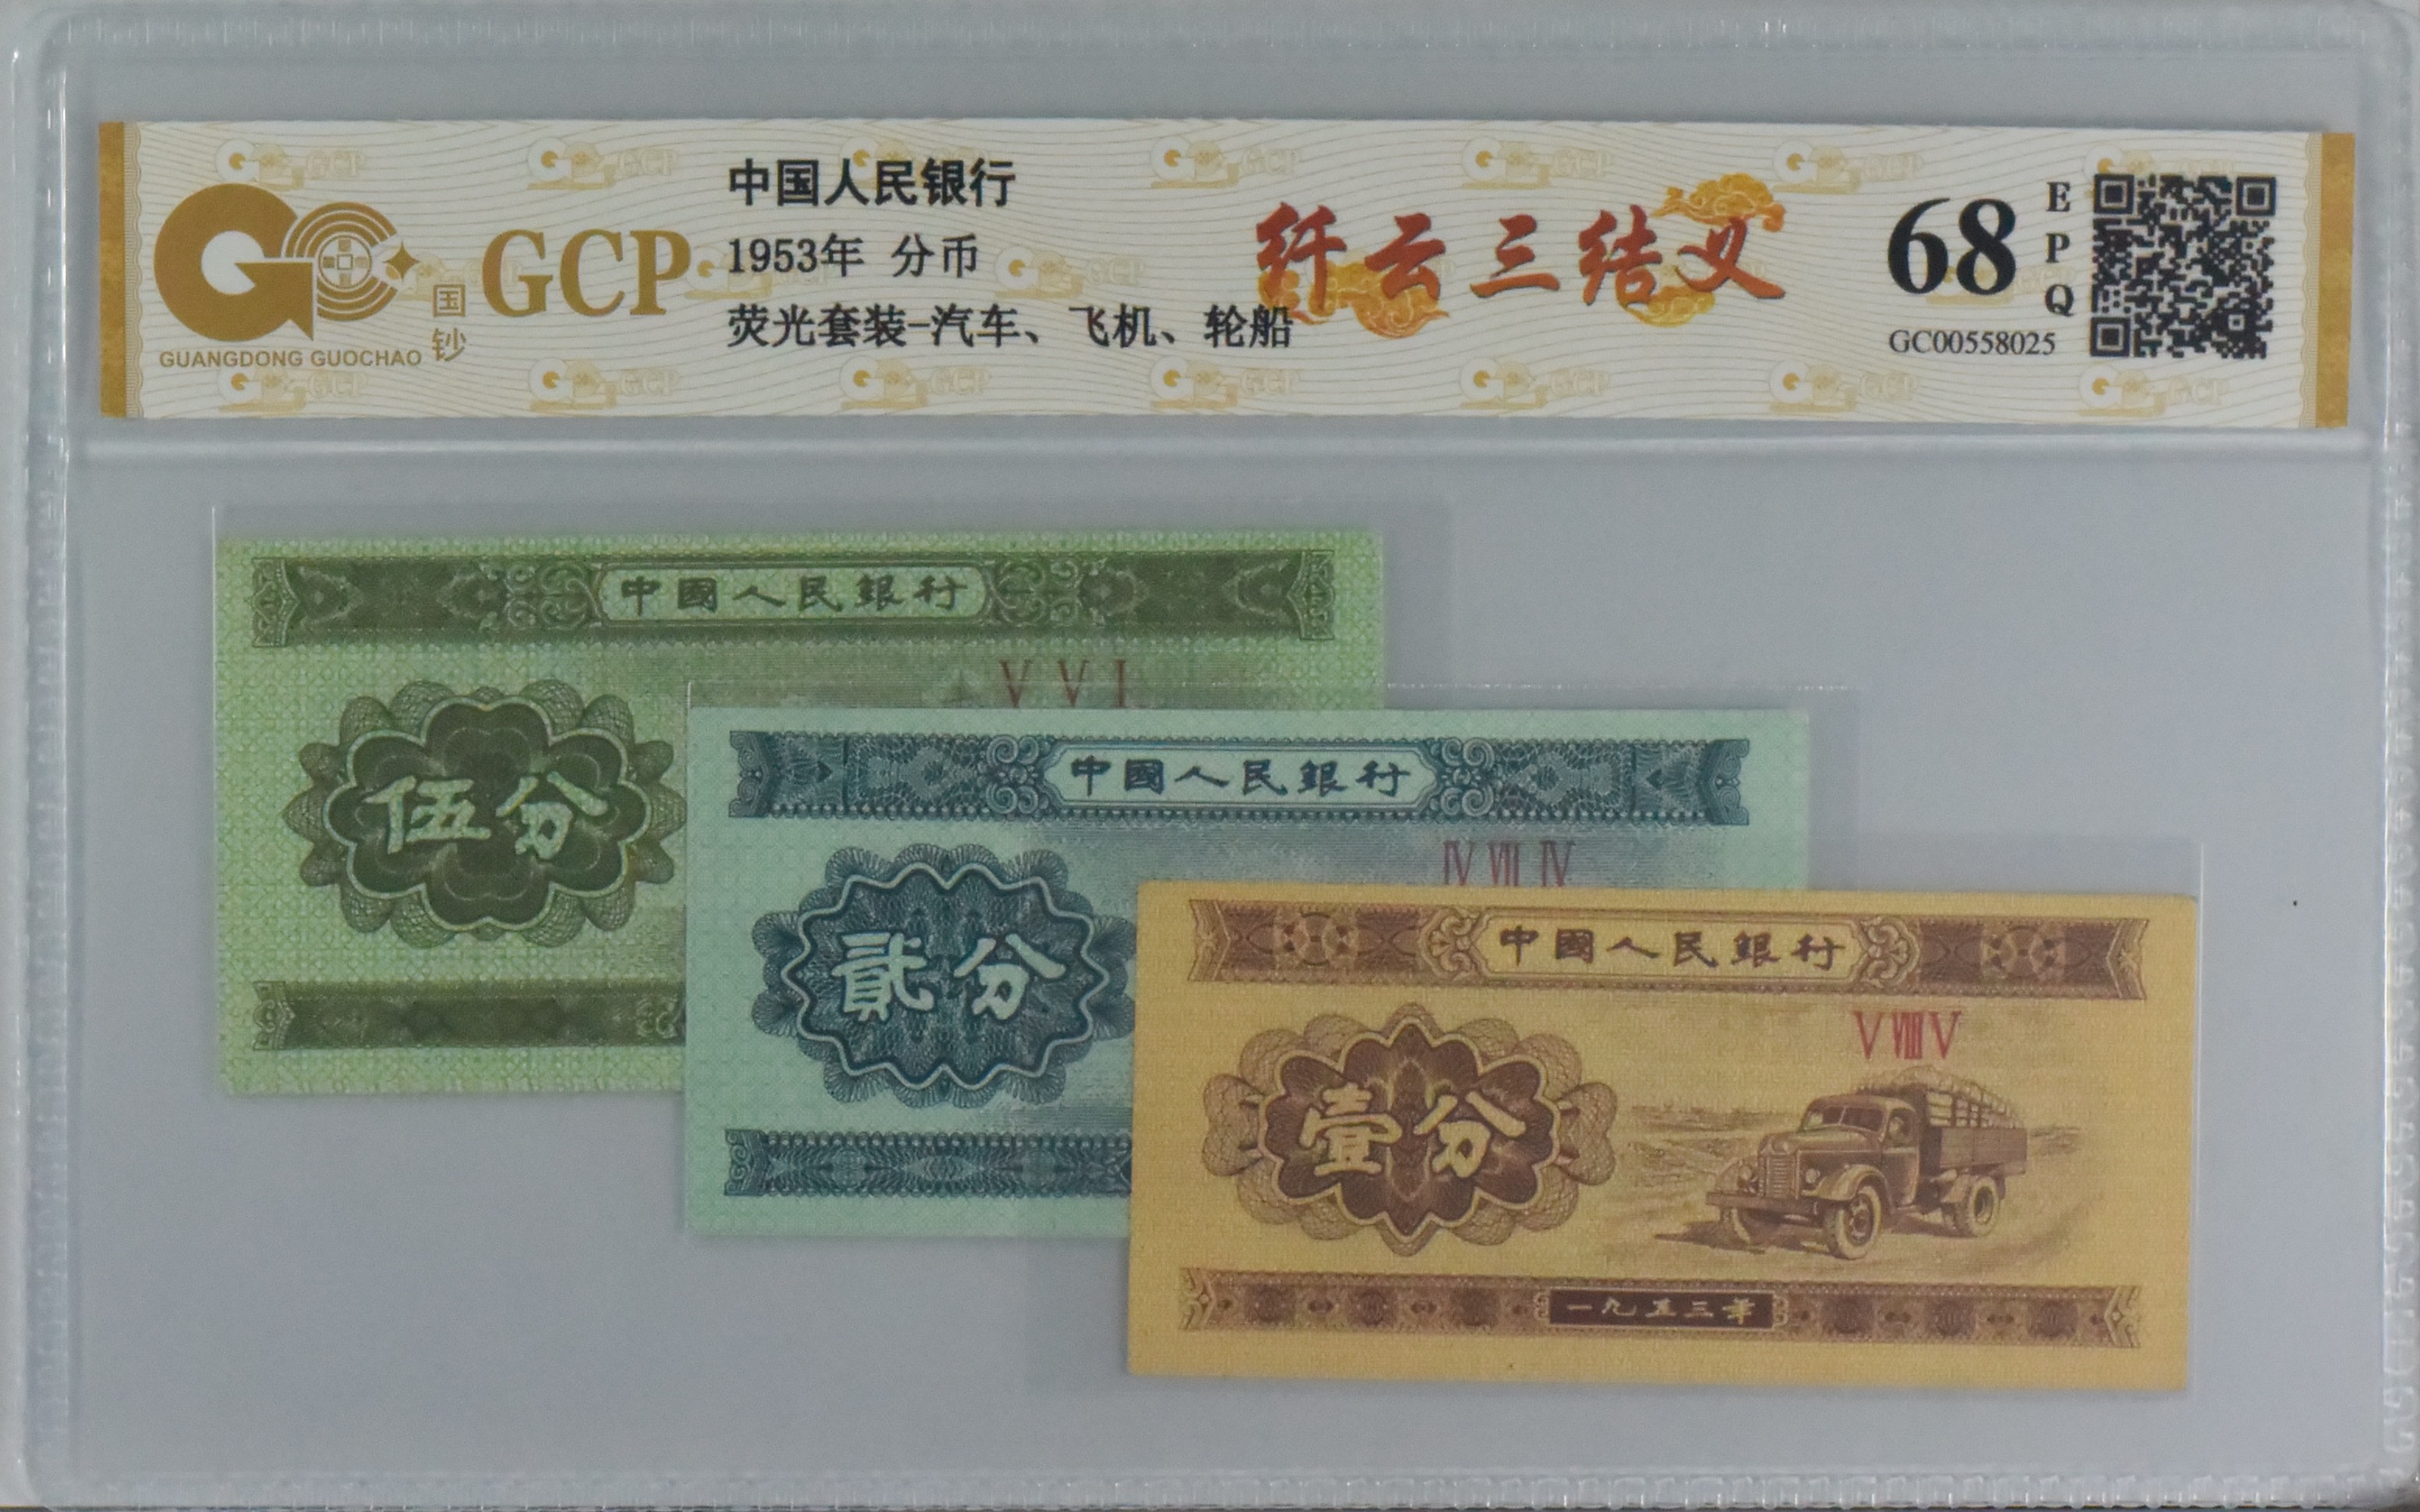 中国人民银行
1953年 分币
荧光套装-汽车、飞机、轮船
GCP
国钞
GUANGDONG GUOCHAO
纤云三结义
68
EPQ
GC00558025
中國人民銀行
V V I
伍分
中國人民銀行
IV VII IV
貳分
中國人民銀行
V VIII V
壹分
一九五三年